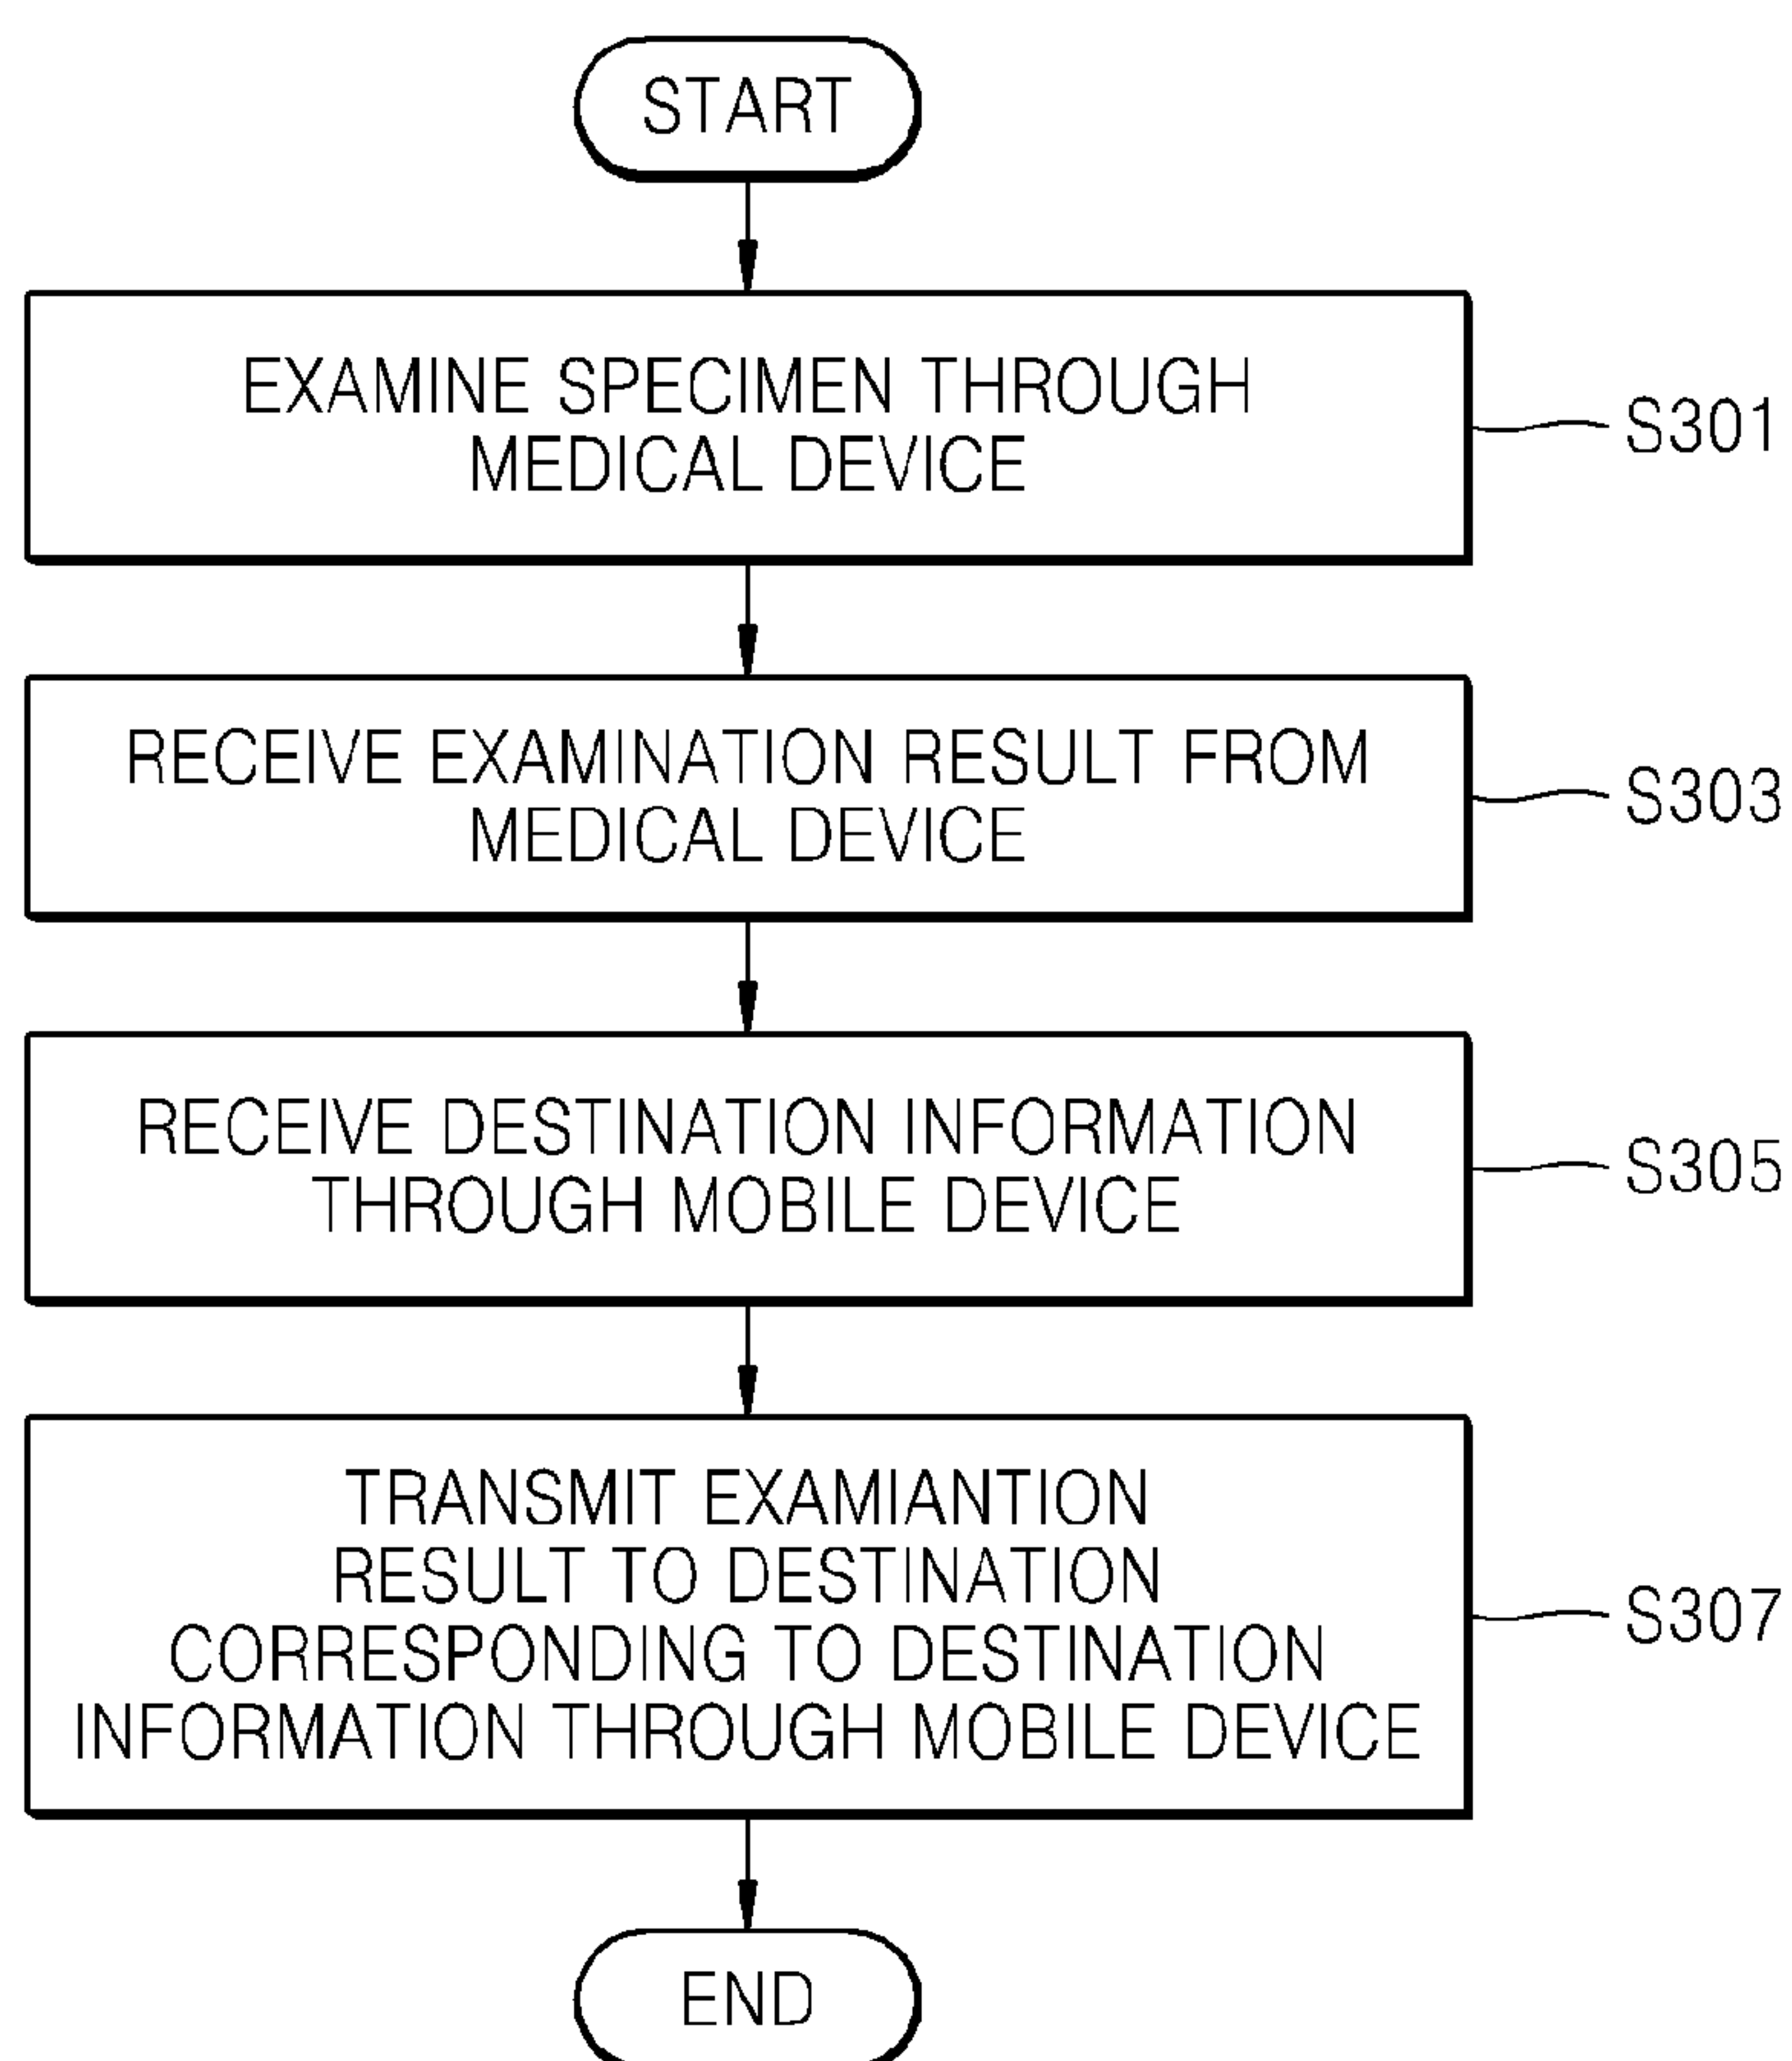 START
EXAMINE SPECIMEN THROUGH
MEDICAL DEVICE
S301
RECEIVE EXAMINATION RESULT FROM
MEDICAL DEVICE
S303
RECEIVE DESTINATION INFORMATION
THROUGH MOBILE DEVICE
S305
TRANSMIT EXAMIANTION
RESULT TO DESTINATION
CORRESPONDING TO DESTINATION
INFORMATION THROUGH MOBILE DEVICE
S307
END